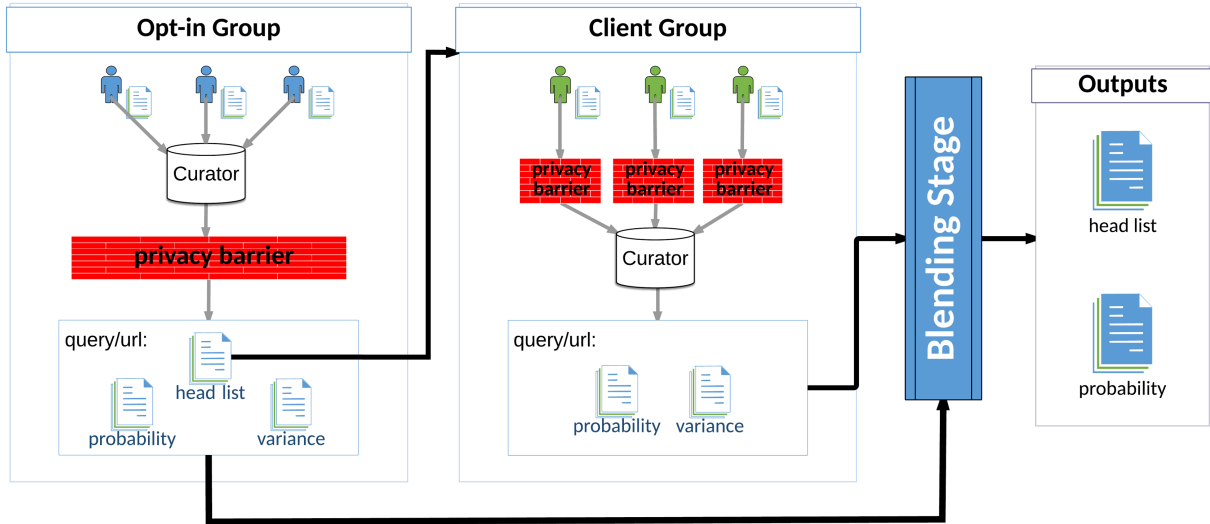 Opt-in Group
Curator
privacy barrier
query/url:
head list
probability
variance
Client Group
privacy
barrier
privacy
barrier
privacy
barrier
Curator
query/url:
probability
variance
Blending Stage
Outputs
head list
probability